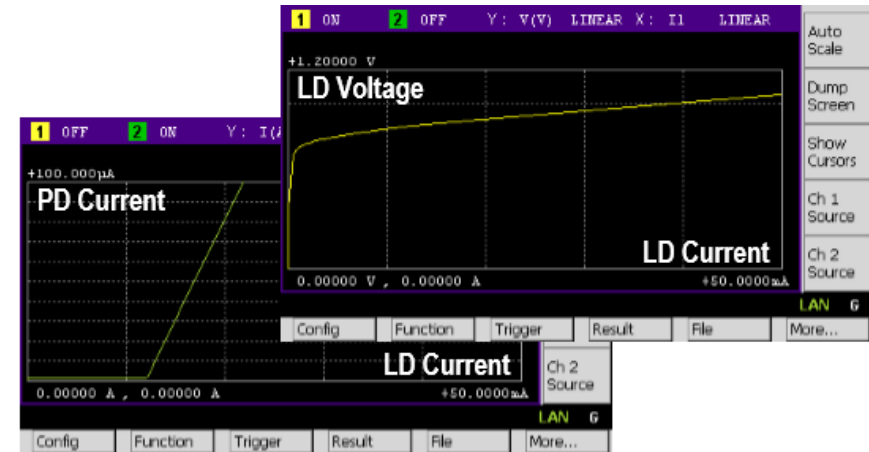 1 ON 2 OFF Y: V(V) LINEAR X: I1 LINEAR
+1.20000 V
LD Voltage
LD Current
0.00000 V , 0.00000 A +50.0000mA
Auto Scale
Dump Screen
Show Cursors
Ch 1 Source
Ch 2 Source
LAN G
Config Function Trigger Result File More...
1 OFF 2 ON Y: I(A
+100.000µA
PD Current
LD Current
0.00000 A , 0.00000 A +50.0000mA
Ch 2 Source
LAN G
Config Function Trigger Result File More...